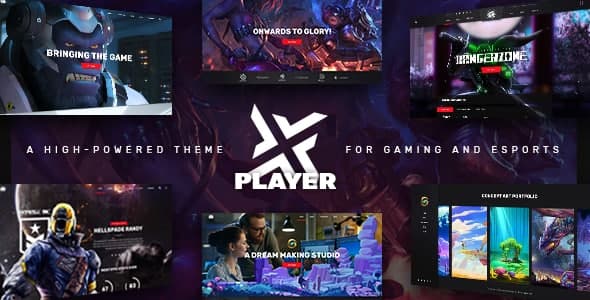 BRINGING THE GAME
ONWARDS TO GLORY!
DANGERZONE
A HIGH-POWERED THEME
FOR GAMING AND ESPORTS
X
PLAYER
HELLSPADE RANDY
A DREAM MAKING STUDIO
CONCEPT ART PORTFOLIO